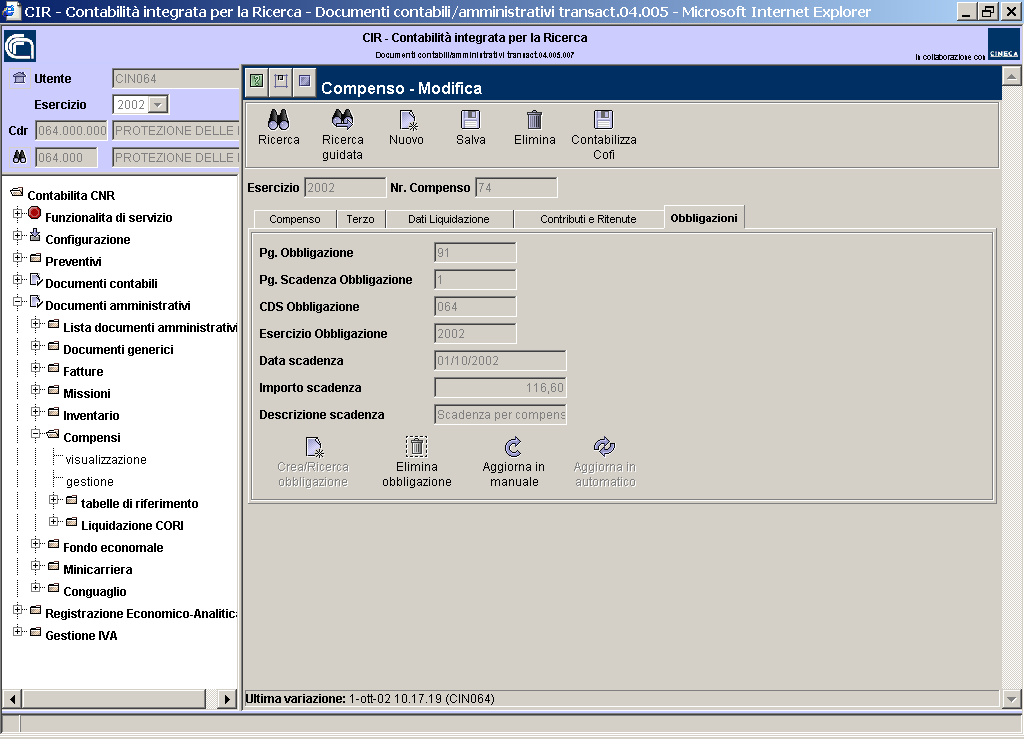 CIR - Contabilità integrata per la Ricerca - Documenti contabili/amministrativi transact.04.005 - Microsoft Internet Explorer
CIR - Contabilità integrata per la Ricerca
Documenti contabili/amministrativi transact.04.005.007
In collaborazione con
CINECA
Utente CIN064
Esercizio 2002
Cdr 064.000.000 PROTEZIONE DELLE
064.000 PROTEZIONE DELLE
Contabilita CNR
Funzionalita di servizio
Configurazione
Preventivi
Documenti contabili
Documenti amministrativi
Lista documenti amministrativi
Documenti generici
Fatture
Missioni
Inventario
Compensi
visualizzazione
gestione
tabelle di riferimento
Liquidazione CORI
Fondo economale
Minicarriera
Conguaglio
Registrazione Economico-Analitica
Gestione IVA
Compenso - Modifica
Ricerca
Ricerca guidata
Nuovo
Salva
Elimina
Contabilizza Cofi
Esercizio 2002 Nr. Compenso 74
Compenso Terzo Dati Liquidazione Contributi e Ritenute Obbligazioni
Pg. Obbligazione 91
Pg. Scadenza Obbligazione 1
CDS Obbligazione 064
Esercizio Obbligazione 2002
Data scadenza 01/10/2002
Importo scadenza 116,60
Descrizione scadenza Scadenza per compens
Crea/Ricerca obbligazione
Elimina obbligazione
Aggiorna in manuale
Aggiorna in automatico
Ultima variazione: 1-ott-02 10.17.19 (CIN064)